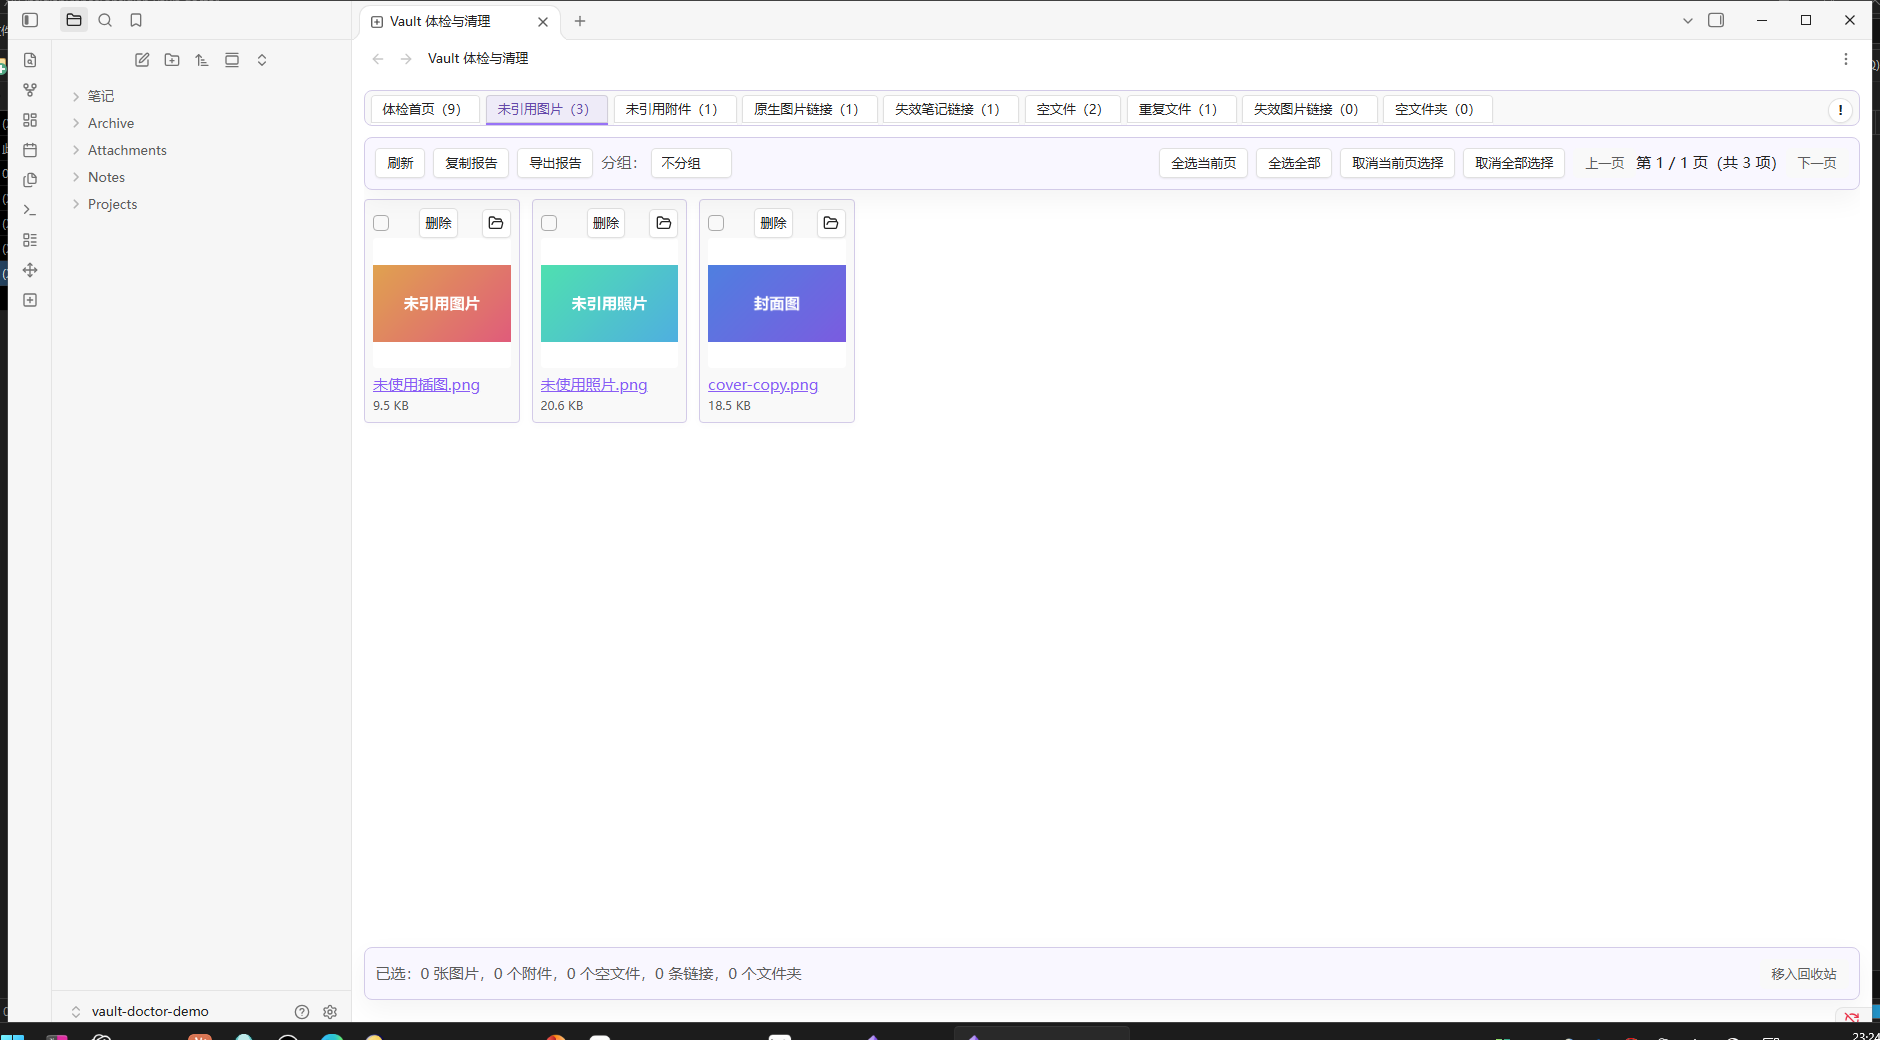 Vault 体检与清理
Vault 体检与清理
笔记
Archive
Attachments
Notes
Projects
体检首页（9） 未引用图片（3） 未引用附件（1） 原生图片链接（1） 失效笔记链接（1） 空文件（2） 重复文件（1） 失效图片链接（0） 空文件夹（0）
刷新 复制报告 导出报告 分组： 不分组 全选当前页 全选全部 取消当前页选择 取消全部选择 上一页 第 1 / 1 页（共 3 项） 下一页
删除 删除 删除
未引用图片 未引用照片 封面图
未使用插图.png 未使用照片.png cover-copy.png
9.5 KB 20.6 KB 18.5 KB
已选：0 张图片，0 个附件，0 个空文件，0 条链接，0 个文件夹 移入回收站
vault-doctor-demo